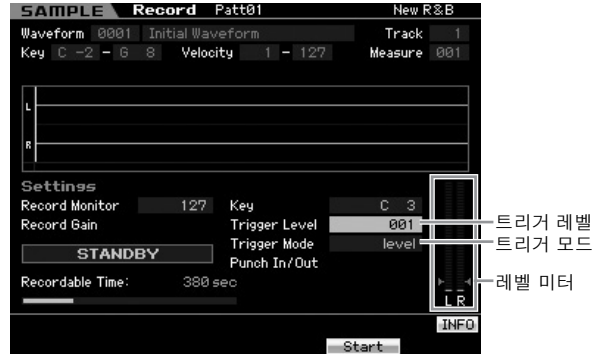 SAMPLE Record Patt01 New R&B
Waveform 0001 Initial Waveform Track 1
Key C -2 - G 8 Velocity 1 - 127 Measure 001
L
R
Settings
Record Monitor 127 Key C 3
Record Gain Trigger Level 001 트리거 레벨
STANDBY Trigger Mode level 트리거 모드
Punch In/Out
Recordable Time: 380 sec 레벨 미터
L R
INFO
Start